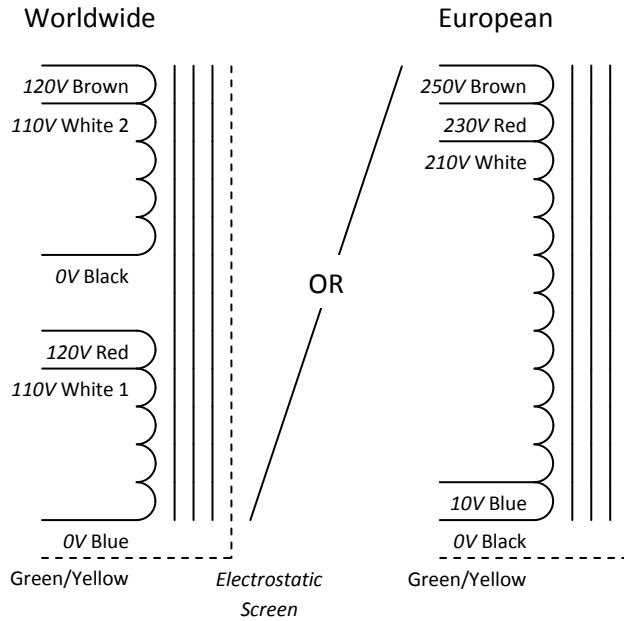 Worldwide
120V Brown
110V White 2
0V Black
120V Red
110V White 1
0V Blue
Green/Yellow
Electrostatic
Screen
OR
European
250V Brown
230V Red
210V White
10V Blue
0V Black
Green/Yellow